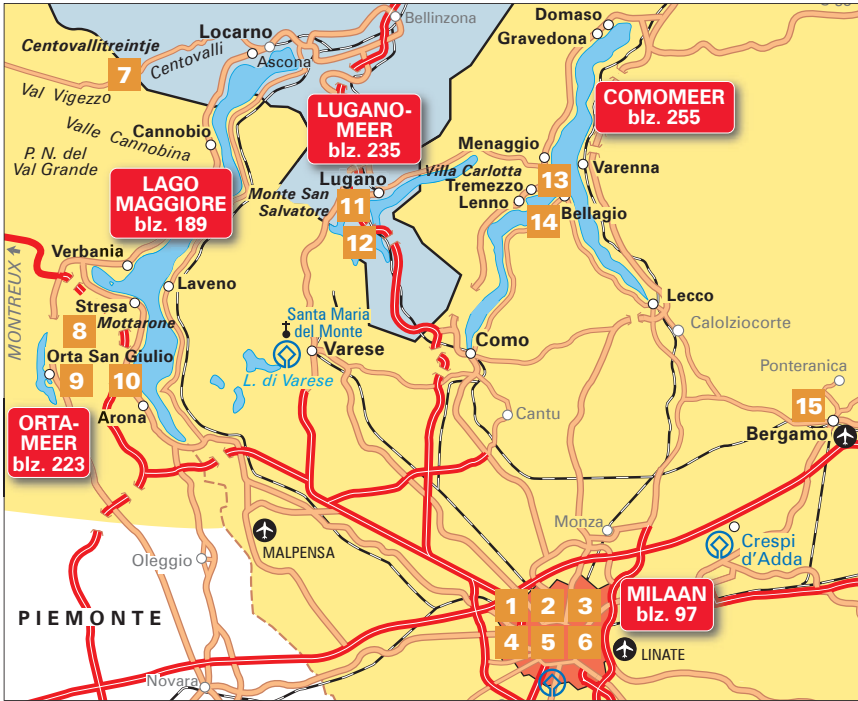 Domaso
Gravedona
Bellinzona
Locarno
Ascona
Centovallitreintje
7
Centovalli
Val Vigezzo
Valle Cannobina
Cannobio
P. N. del
Val Grande
LUGANO-
MEER
blz. 235
COMOMEER
blz. 255
Menaggio
Varenna
Villa Carlotta
Tremezzo
13
Lenno
14
Bellagio
LAGO
MAGGIORE
blz. 189
Lugano
Monte San
Salvatore
11
12
Verbania
MONTREUX
Laveno
Stresa
Mottarone
8
Orta San Giulio
9
10
Arona
ORTA-
MEER
blz. 223
Santa Maria
del Monte
Varese
L. di Varese
Como
Lecco
Calolziocorte
Cantu
Ponteranica
15
Bergamo
MALPENSA
Monza
Crespi
d'Adda
Oleggio
PIEMONTE
Novara
1
2
3
4
5
6
MILAAN
blz. 97
LINATE